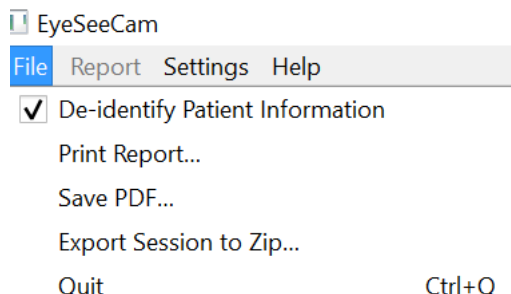 EyeSeeCam
File Report Settings Help
De-identify Patient Information
Print Report...
Save PDF...
Export Session to Zip...
Quit Ctrl+Q